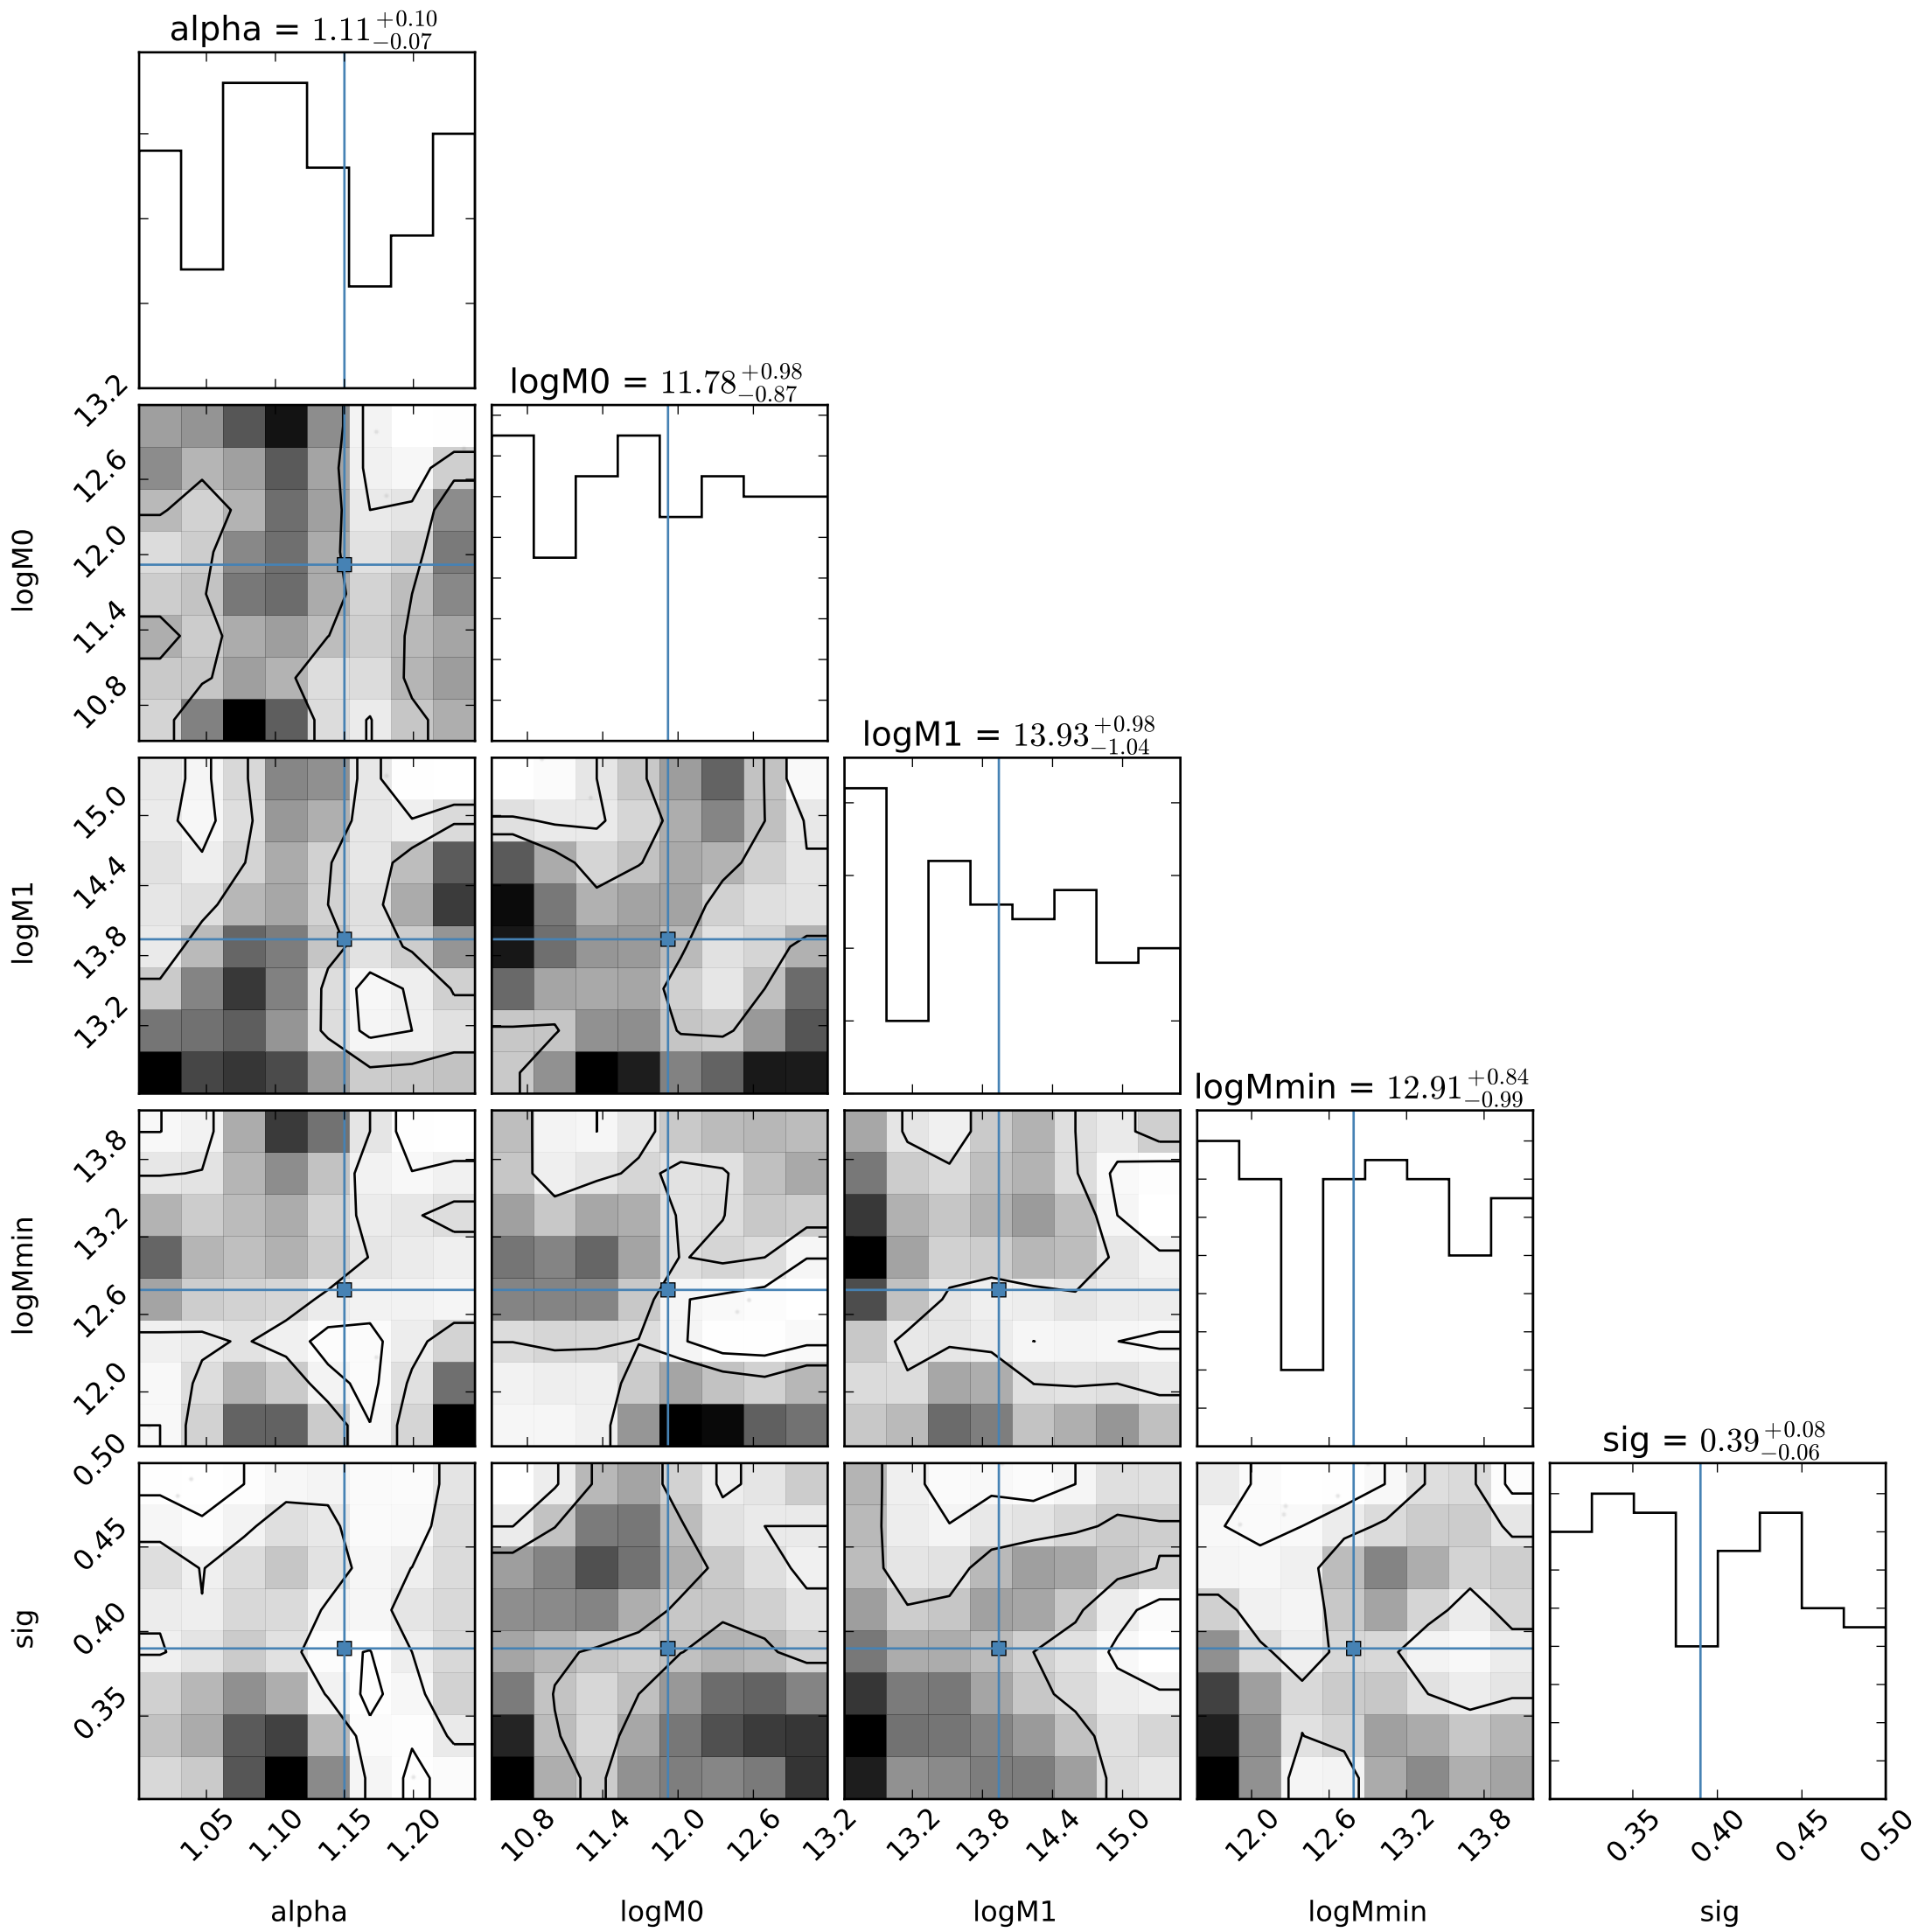 alpha = 1.11 +0.10 −0.07
13.2
12.6
12.0
11.4
10.8
logM0
logM0 = 11.78 +0.98 −0.87
15.0
14.4
13.8
13.2
logM1
logM1 = 13.93 +0.98 −1.04
13.8
13.2
12.6
12.0
logMmin
logMmin = 12.91 +0.84 −0.99
0.50
0.45
0.40
0.35
sig
sig = 0.39 +0.08 −0.06
1.05 1.10 1.15 1.20
10.8 11.4 12.0 12.6 13.2
13.2 13.8 14.4 15.0
12.0 12.6 13.2 13.8
0.35 0.40 0.45 0.50
alpha logM0 logM1 logMmin sig